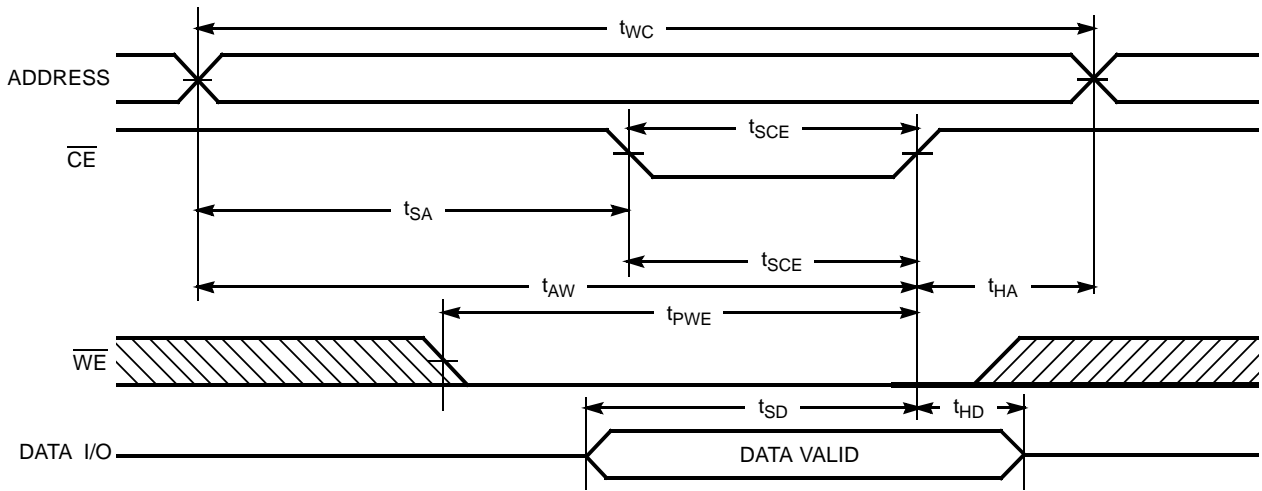 tWC
ADDRESS
tSCE
CE
tSA
tSCE
tAW
tHA
tPWE
WE
tSD
tHD
DATA I/O
DATA VALID